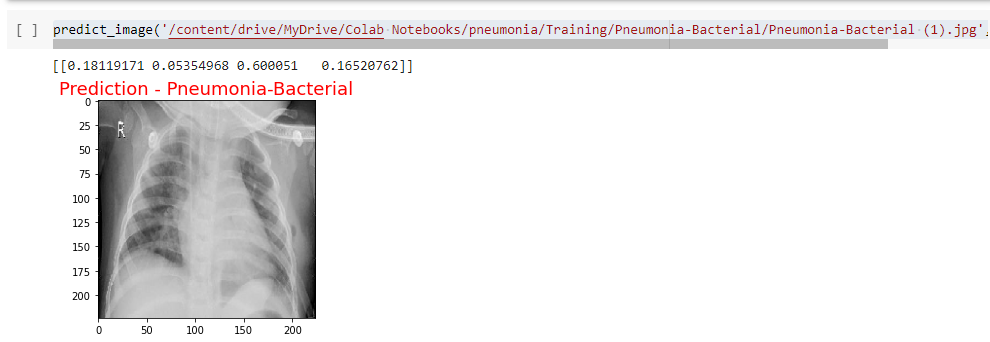 [ ] predict_image('/content/drive/MyDrive/Colab Notebooks/pneumonia/Training/Pneumonia-Bacterial/Pneumonia-Bacterial (1).jpg',
[[0.18119171 0.05354968 0.600051   0.16520762]]
Prediction - Pneumonia-Bacterial
0
R
25
50
75
100
125
150
175
200
0 50 100 150 200